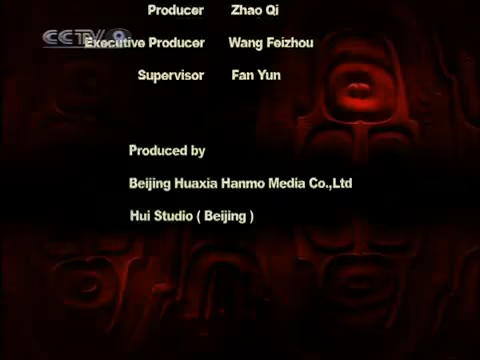 Producer Zhao Qi
CCTV 9
Executive Producer Wang Feizhou
Supervisor Fan Yun
Produced by
Beijing Huaxia Hanmo Media Co.,Ltd
Hui Studio ( Beijing )